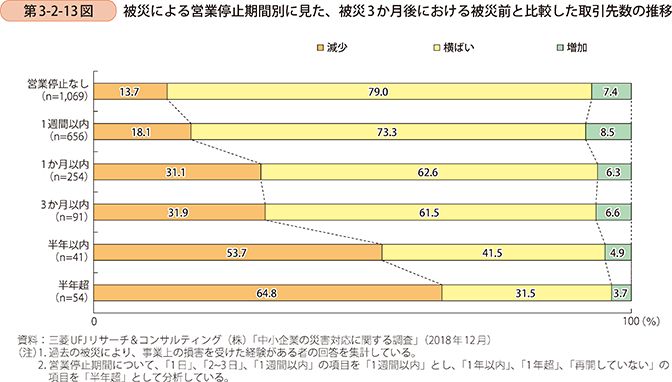 第3-2-13図 被災による営業停止期間別に見た、被災3か月後における被災前と比較した取引先数の推移
減少 横ばい 増加
営業停止なし
(n=1,069)
13.7 79.0 7.4
1週間以内
(n=656)
18.1 73.3 8.5
1か月以内
(n=254)
31.1 62.6 6.3
3か月以内
(n=91)
31.9 61.5 6.6
半年以内
(n=41)
53.7 41.5 4.9
半年超
(n=54)
64.8 31.5 3.7
0 100 (%)
資料:三菱UFJリサーチ&コンサルティング(株)「中小企業の災害対応に関する調査」(2018年12月)
(注)1. 過去の被災により、事業上の損害を受けた経験がある者の回答を集計している。
2. 営業停止期間について、「1日」、「2~3日」、「1週間以内」の項目を「1週間以内」とし、「1年以内」、「1年超」、「再開していない」の
項目を「半年超」として分析している。